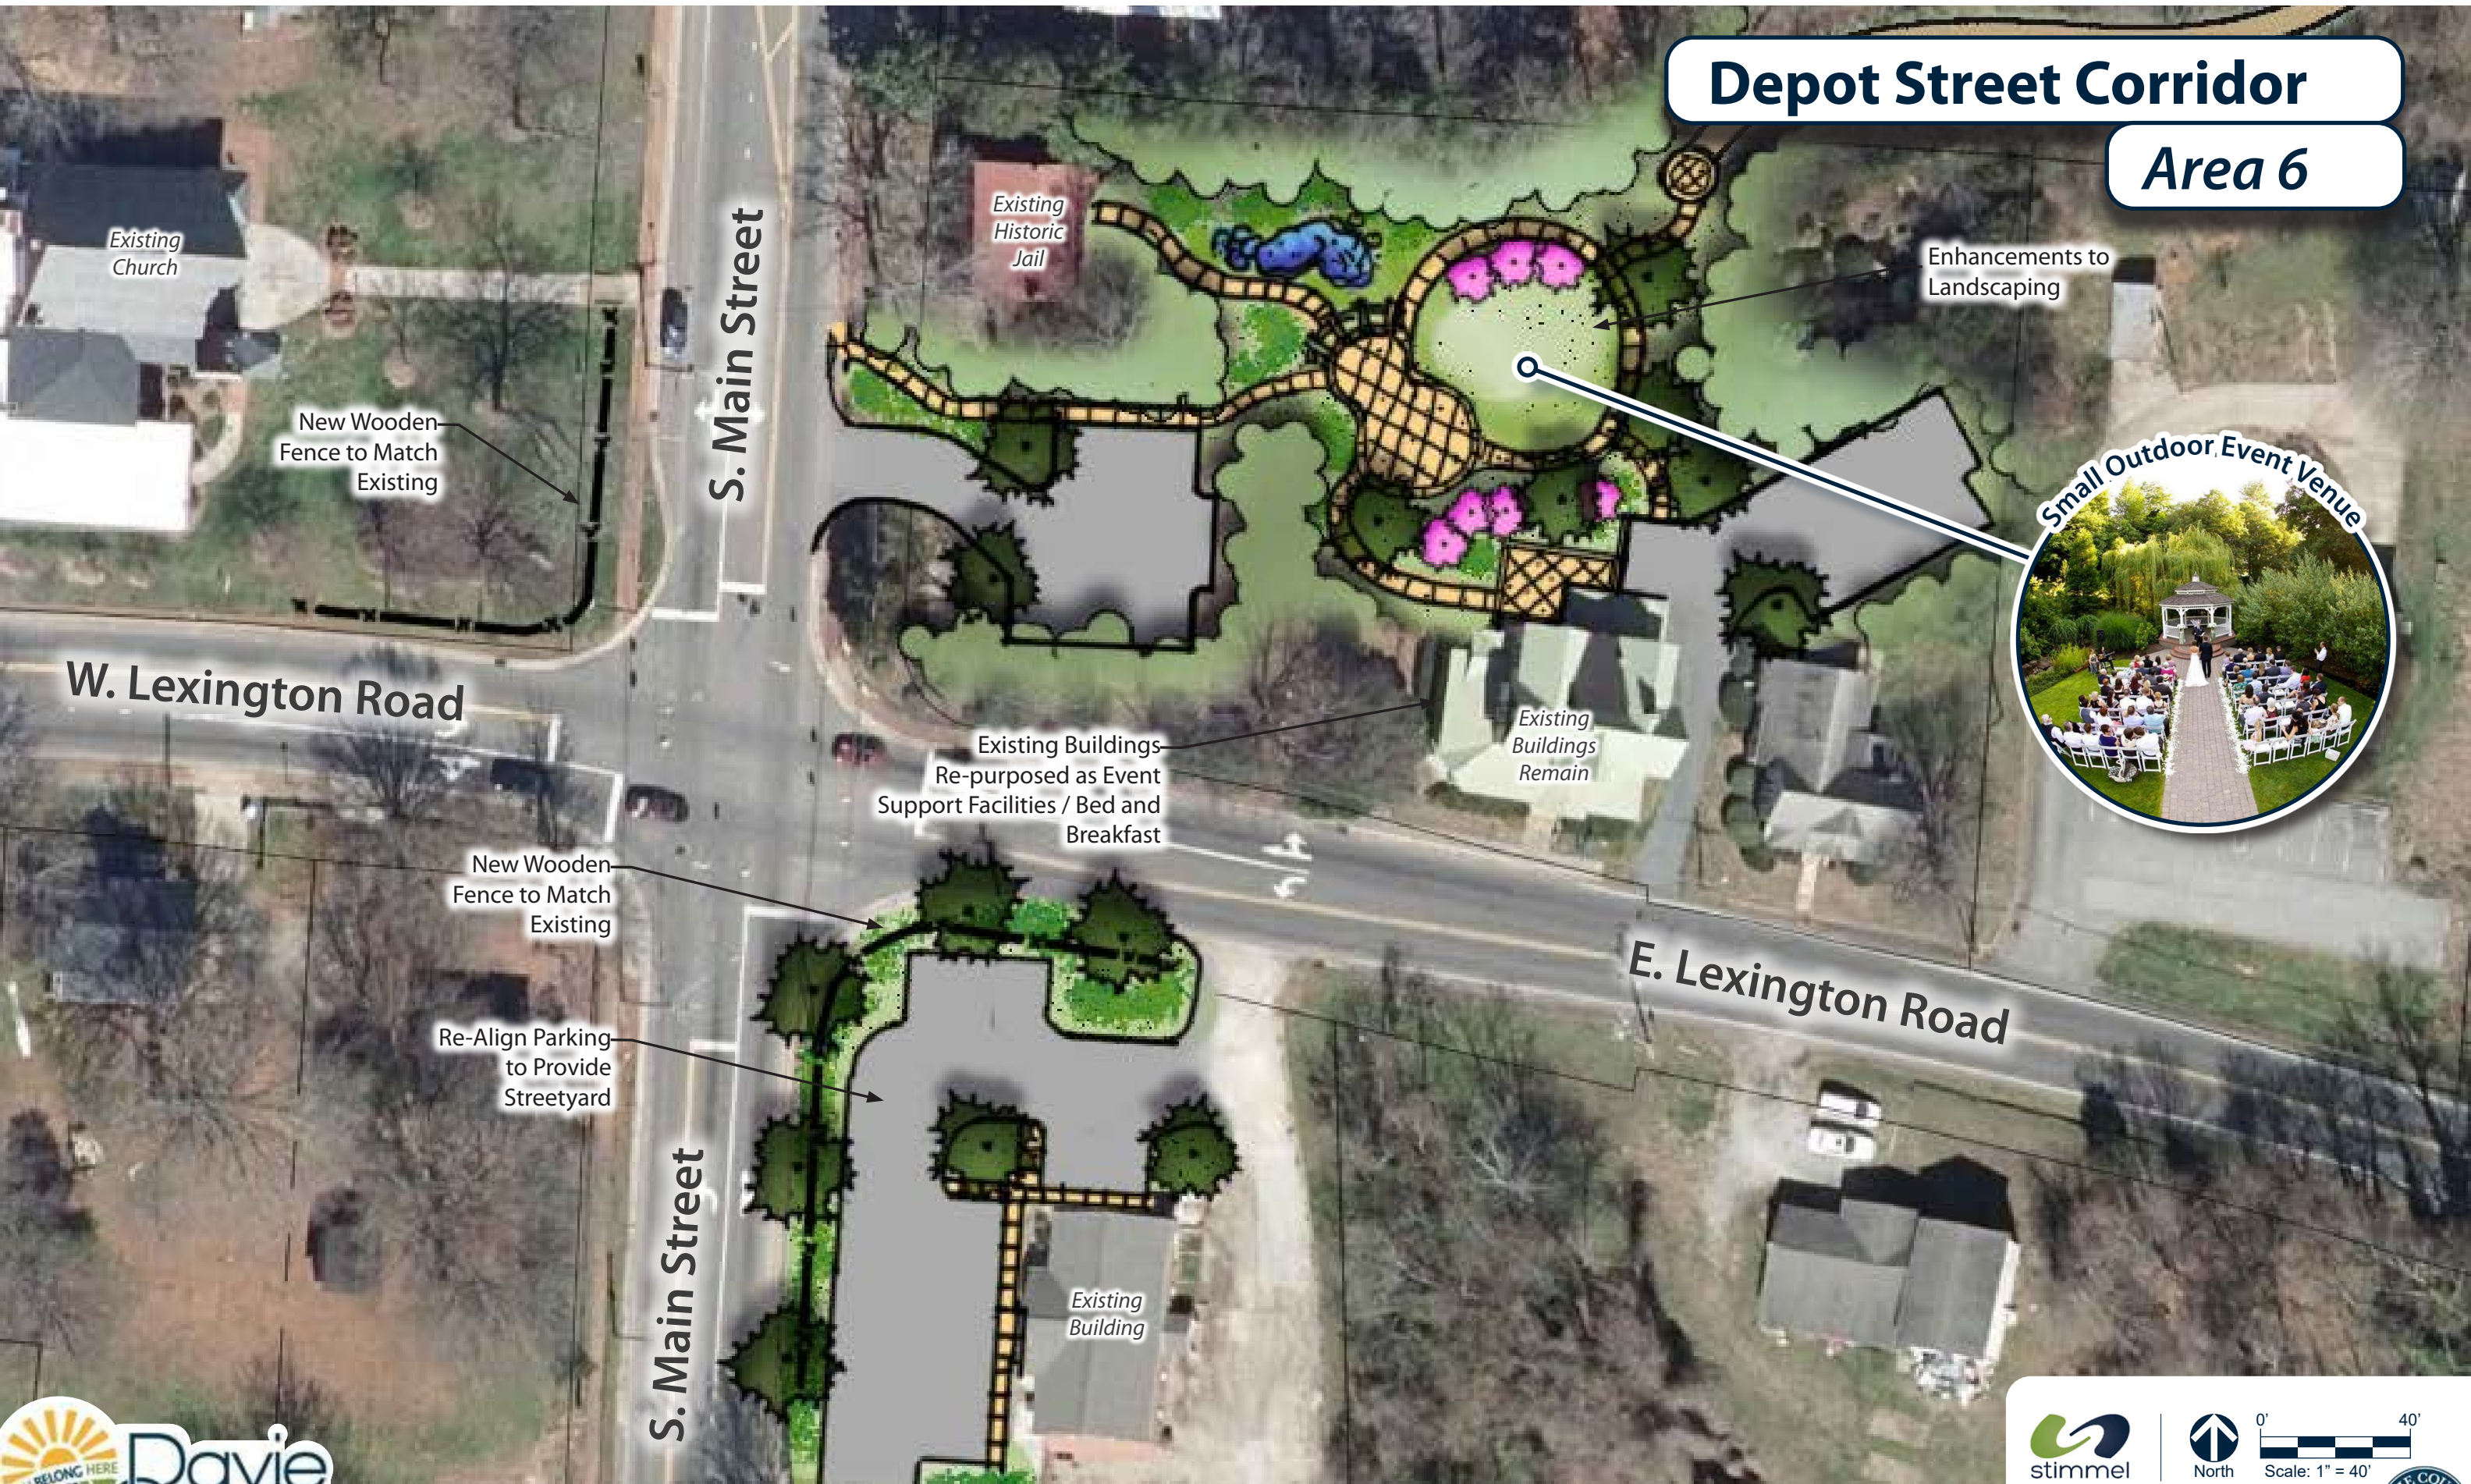 Depot Street Corridor
Area 6
Existing
Church
Existing
Historic
Jail
S. Main Street
Enhancements to
Landscaping
New Wooden
Fence to Match
Existing
Small Outdoor Event Venue
W. Lexington Road
Existing Buildings
Re-purposed as Event
Support Facilities / Bed and
Breakfast
Existing
Buildings
Remain
New Wooden
Fence to Match
Existing
E. Lexington Road
Re-Align Parking
to Provide
Streetyard
S. Main Street
Existing
Building
BELONG HERE
Davie
stimmel
North
0' 40'
Scale: 1" = 40'